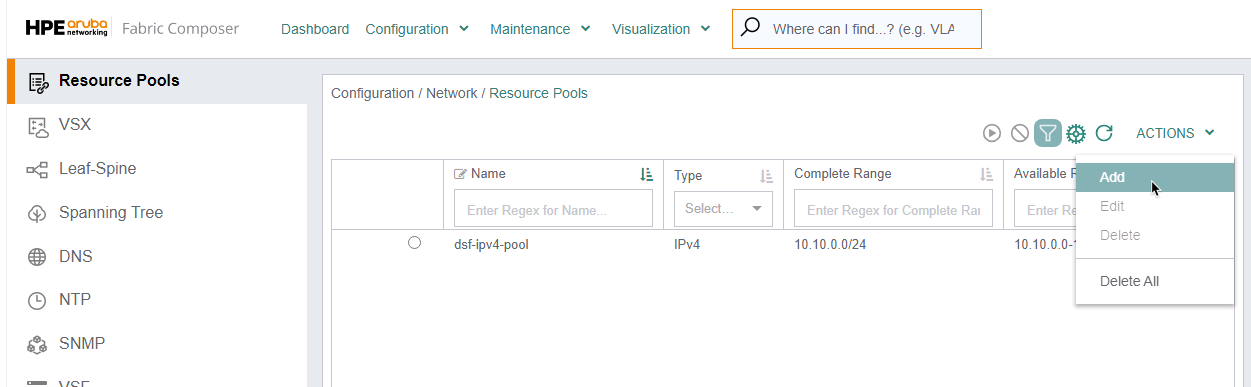 HPE aruba networking Fabric Composer Dashboard Configuration Maintenance Visualization Where can I find...? (e.g. VLA
Resource Pools
VSX
Leaf-Spine
Spanning Tree
DNS
NTP
SNMP
VSF
Configuration / Network / Resource Pools
ACTIONS
Name Type Complete Range Available R
Enter Regex for Name... Select... Enter Regex for Complete Ran Enter Re
dsf-ipv4-pool IPv4 10.10.0.0/24 10.10.0.0-1
Add
Edit
Delete
Delete All